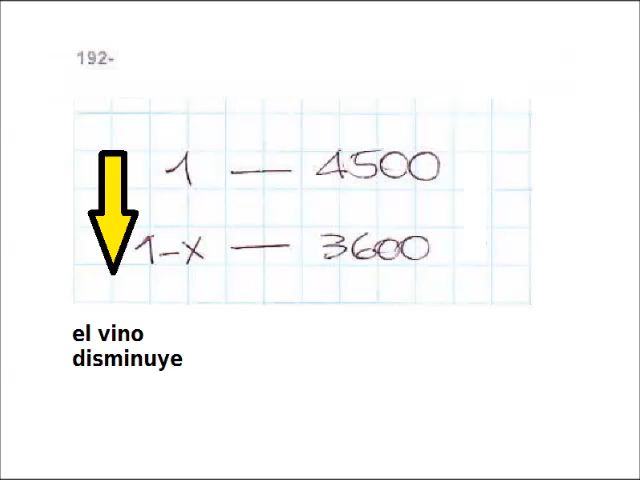 192-
1 — 4500
1-x — 3600
el vino
disminuye